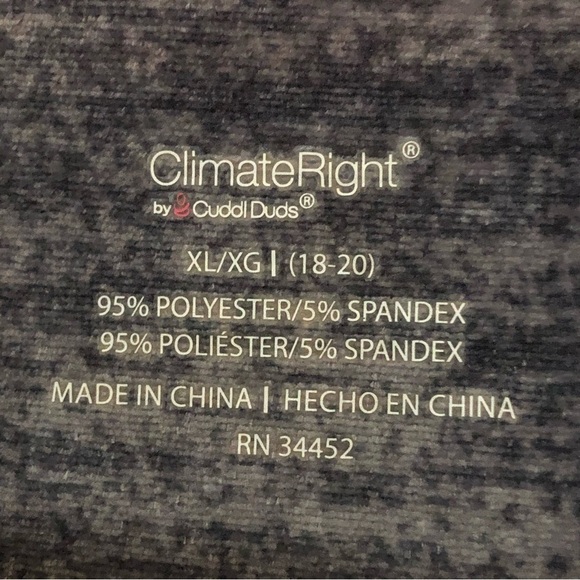 ClimateRight®
by Cuddl Duds®
XL/XG | (18-20)
95% POLYESTER/5% SPANDEX
95% POLIÉSTER/5% SPANDEX
MADE IN CHINA | HECHO EN CHINA
RN 34452